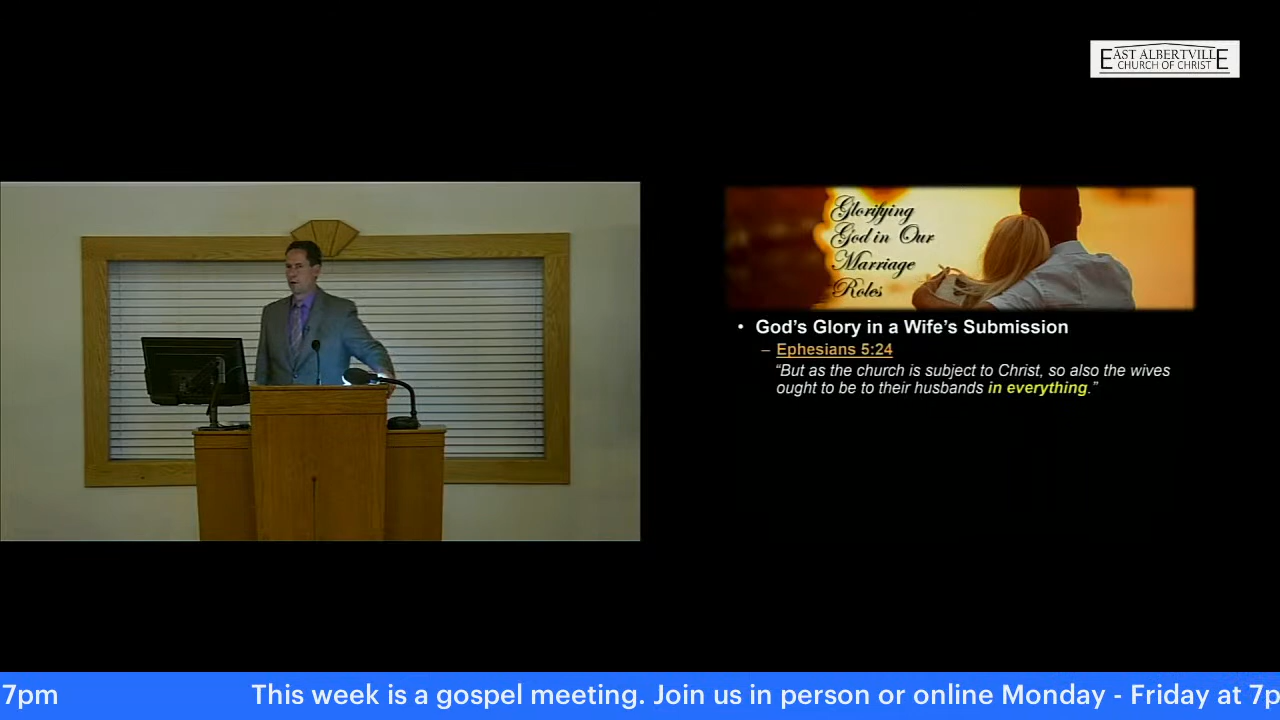 EAST ALBERTVILLE
CHURCH OF CHRIST
Glorifying
God in Our
Marriage
Roles
• God's Glory in a Wife's Submission
– Ephesians 5:24
“But as the church is subject to Christ, so also the wives
ought to be to their husbands in everything.”
7pm This week is a gospel meeting. Join us in person or online Monday - Friday at 7p